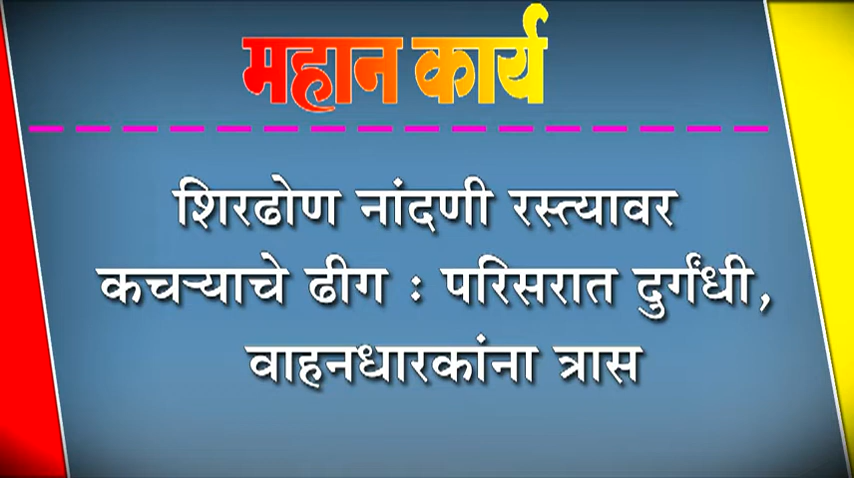 महान कार्य
शिरढोण नांदणी रस्त्यावर
कचऱ्याचे ढीग : परिसरात दुर्गंधी,
वाहनधारकांना त्रास